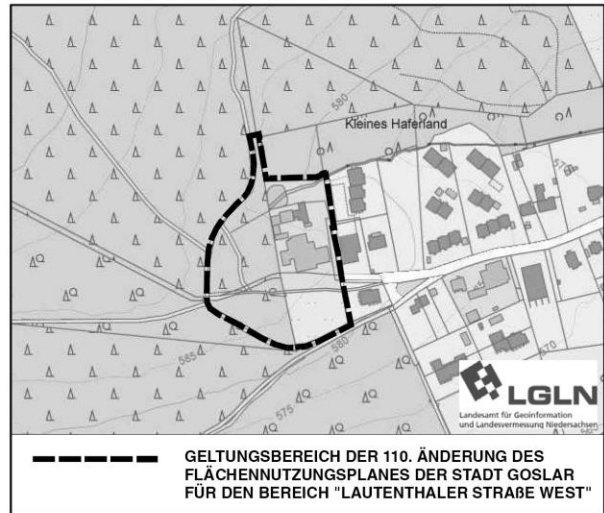 580
Kleines Haferland
585
580
575
570
LGLN
Landesamt für Geoinformation
und Landesvermessung Niedersachsen
GELTUNGSBEREICH DER 110. ÄNDERUNG DES
FLÄCHENNUTZUNGSPLANES DER STADT GOSLAR
FÜR DEN BEREICH "LAUTENTHALER STRAßE WEST"